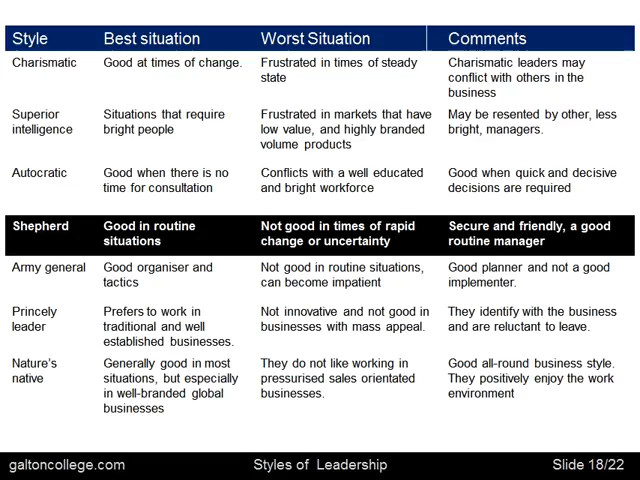 Style Best situation Worst Situation Comments
Charismatic Good at times of change. Frustrated in times of steady Charismatic leaders may
state conflict with others in the
business
Superior Situations that require Frustrated in markets that have May be resented by other, less
intelligence bright people low value, and highly branded bright, managers.
volume products
Autocratic Good when there is no Conflicts with a well educated Good when quick and decisive
time for consultation and bright workforce decisions are required
Shepherd Good in routine Not good in times of rapid Secure and friendly, a good
situations change or uncertainty routine manager
Army general Good organiser and Not good in routine situations, Good planner and not a good
tactics can become impatient implementer.
Princely Prefers to work in Not innovative and not good in They identify with the business
leader traditional and well businesses with mass appeal. and are reluctant to leave.
established businesses.
Nature's Generally good in most They do not like working in Good all-round business style.
native situations, but especially pressurised sales orientated They positively enjoy the work
in well-branded global businesses. environment
businesses
galtoncollege.com Styles of Leadership Slide 18/22